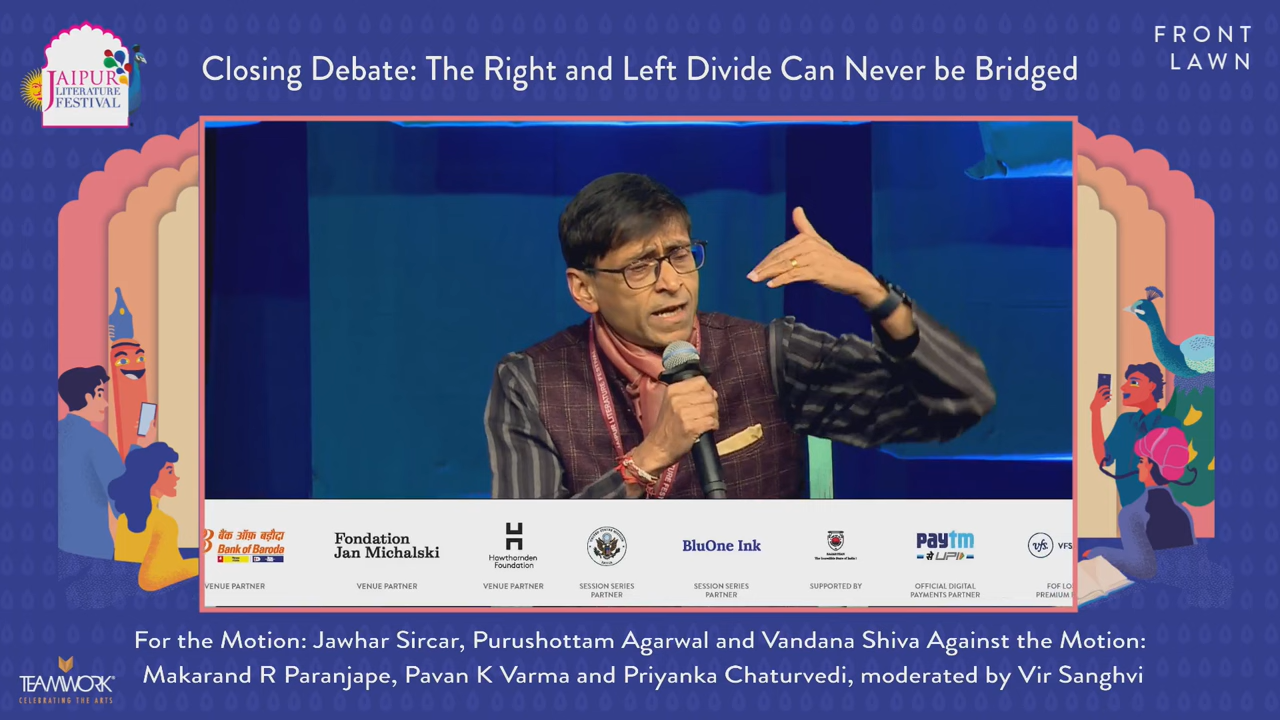 JAIPUR
LITERATURE
FESTIVAL
Closing Debate: The Right and Left Divide Can Never be Bridged
FRONT
LAWN
बैंक ऑफ़ बड़ौदा
Bank of Baroda
VENUE PARTNER
Fondation
Jan Michalski
VENUE PARTNER
Hawthornden
Foundation
VENUE PARTNER
SESSION SERIES
PARTNER
BluOne Ink
SESSION SERIES
PARTNER
SUPPORTED BY
paytm
से UPI
OFFICIAL DIGITAL
PAYMENTS PARTNER
vfs
VFS
For the Motion: Jawhar Sircar, Purushottam Agarwal and Vandana Shiva Against the Motion:
Makarand R Paranjape, Pavan K Varma and Priyanka Chaturvedi, moderated by Vir Sanghvi
TEAMWORK
CELEBRATING THE ARTS